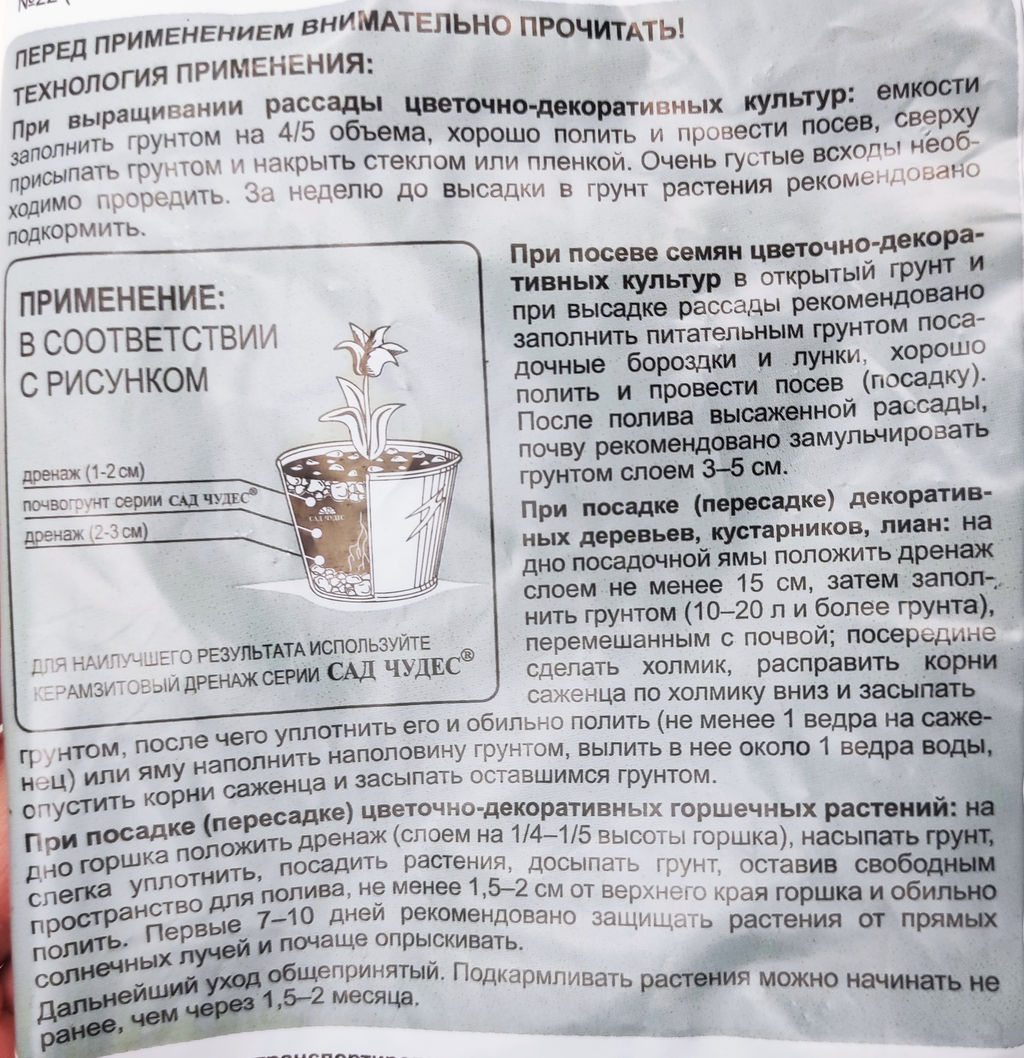 ПЕРЕД ПРИМЕНЕНИЕМ ВНИМАТЕЛЬНО ПРОЧИТАТЬ!
ТЕХНОЛОГИЯ ПРИМЕНЕНИЯ:
При выращивании рассады цветочно-декоративных культур: емкости
заполнить грунтом на 4/5 объема, хорошо полить и провести посев, сверху
присыпать грунтом и накрыть стеклом или пленкой. Очень густые всходы необ-
ходимо проредить. За неделю до высадки в грунт растения рекомендовано
подкормить.
ПРИМЕНЕНИЕ:
В СООТВЕТСТВИИ
С РИСУНКОМ
дренаж (1-2 см)
почвогрунт серии САД ЧУДЕС®
дренаж (2-3 см)
САД ЧУДЕС
ДЛЯ НАИЛУЧШЕГО РЕЗУЛЬТАТА ИСПОЛЬЗУЙТЕ
КЕРАМЗИТОВЫЙ ДРЕНАЖ СЕРИИ САД ЧУДЕС®
При посеве семян цветочно-декора-
тивных культур в открытый грунт и
при высадке рассады рекомендовано
заполнить питательным грунтом поса-
дочные бороздки и лунки, хорошо
полить и провести посев (посадку).
После полива высаженной рассады,
почву рекомендовано замульчировать
грунтом слоем 3–5 см.
При посадке (пересадке) декоратив-
ных деревьев, кустарников, лиан: на
дно посадочной ямы положить дренаж
слоем не менее 15 см, затем запол-
нить грунтом (10–20 л и более грунта),
перемешанным с почвой; посередине
сделать холмик, расправить корни
саженца по холмику вниз и засыпать
грунтом, после чего уплотнить его и обильно полить (не менее 1 ведра на саже-
нец) или яму наполнить наполовину грунтом, вылить в нее около 1 ведра воды,
опустить корни саженца и засыпать оставшимся грунтом.
При посадке (пересадке) цветочно-декоративных горшечных растений: на
дно горшка положить дренаж (слоем на 1/4–1/5 высоты горшка), насыпать грунт,
слегка уплотнить, посадить растения, досыпать грунт, оставив свободным
пространство для полива, не менее 1,5–2 см от верхнего края горшка и обильно
полить. Первые 7–10 дней рекомендовано защищать растения от прямых
солнечных лучей и почаще опрыскивать.
Дальнейший уход общепринятый. Подкармливать растения можно начинать не
ранее, чем через 1,5–2 месяца.